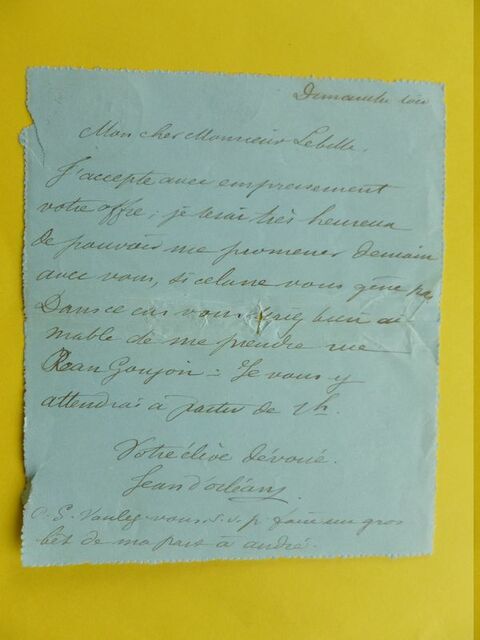 Dimanche soir
Mon cher Monsieur Lebelle.
J'accepte avec empressement
votre offre; je serai très heureux
de pouvoir me promener demain
avec vous, si cela ne vous gêne pas
Dans ce cas vous seriez bien ai
mable de me prendre rue
Jean Goujon = Je vous y
attendrai à partir de 1h.
Votre élève dévoué.
Jean d'orléans
P. S. Voulez-vous s. v. p. faire un gros
bét de ma part à andré.